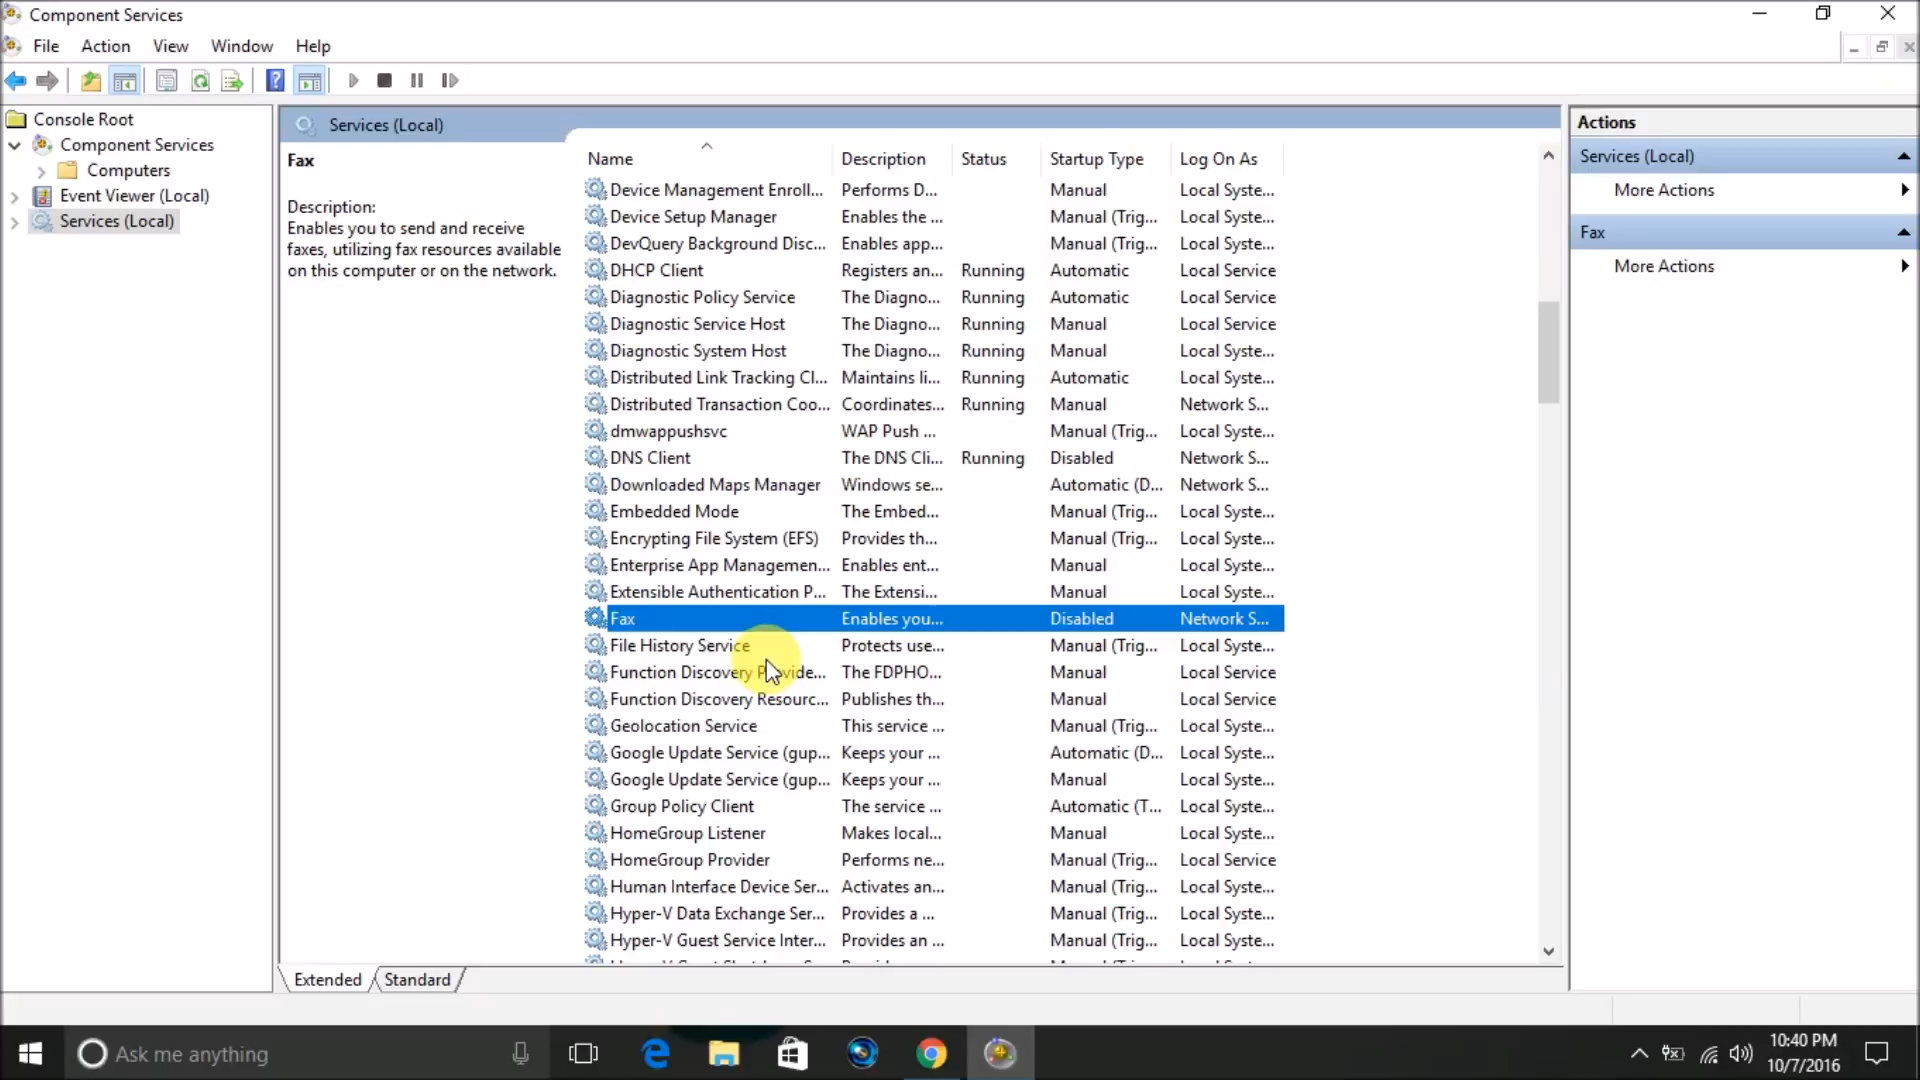 Component Services
File Action View Window Help
Console Root
Component Services
Computers
Event Viewer (Local)
Services (Local)
Services (Local)
Fax
Description:
Enables you to send and receive
faxes, utilizing fax resources available
on this computer or on the network.
Name Description Status Startup Type Log On As
Device Management Enroll... Performs D... Manual Local Syste...
Device Setup Manager Enables the ... Manual (Trig... Local Syste...
DevQuery Background Disc... Enables app... Manual (Trig... Local Syste...
DHCP Client Registers an... Running Automatic Local Service
Diagnostic Policy Service The Diagno... Running Automatic Local Service
Diagnostic Service Host The Diagno... Running Manual Local Service
Diagnostic System Host The Diagno... Running Manual Local Syste...
Distributed Link Tracking Cl... Maintains li... Running Automatic Local Syste...
Distributed Transaction Coo... Coordinates... Running Manual Network S...
dmwappushsvc WAP Push ... Manual (Trig... Local Syste...
DNS Client The DNS Cli... Running Disabled Network S...
Downloaded Maps Manager Windows se... Automatic (D... Network S...
Embedded Mode The Embed... Manual (Trig... Local Syste...
Encrypting File System (EFS) Provides th... Manual (Trig... Local Syste...
Enterprise App Managemen... Enables ent... Manual Local Syste...
Extensible Authentication P... The Extensi... Manual Local Syste...
Fax Enables you... Disabled Network S...
File History Service Protects use... Manual (Trig... Local Syste...
Function Discovery Provide... The FDPHO... Manual Local Service
Function Discovery Resourc... Publishes th... Manual Local Service
Geolocation Service This service ... Manual (Trig... Local Syste...
Google Update Service (gup... Keeps your ... Automatic (D... Local Syste...
Google Update Service (gup... Keeps your ... Manual Local Syste...
Group Policy Client The service ... Automatic (T... Local Syste...
HomeGroup Listener Makes local... Manual Local Syste...
HomeGroup Provider Performs ne... Manual (Trig... Local Service
Human Interface Device Ser... Activates an... Manual (Trig... Local Syste...
Hyper-V Data Exchange Ser... Provides a ... Manual (Trig... Local Syste...
Hyper-V Guest Service Inter... Provides an ... Manual (Trig... Local Syste...
Extended Standard
Actions
Services (Local)
More Actions
Fax
More Actions
Ask me anything
10:40 PM
10/7/2016